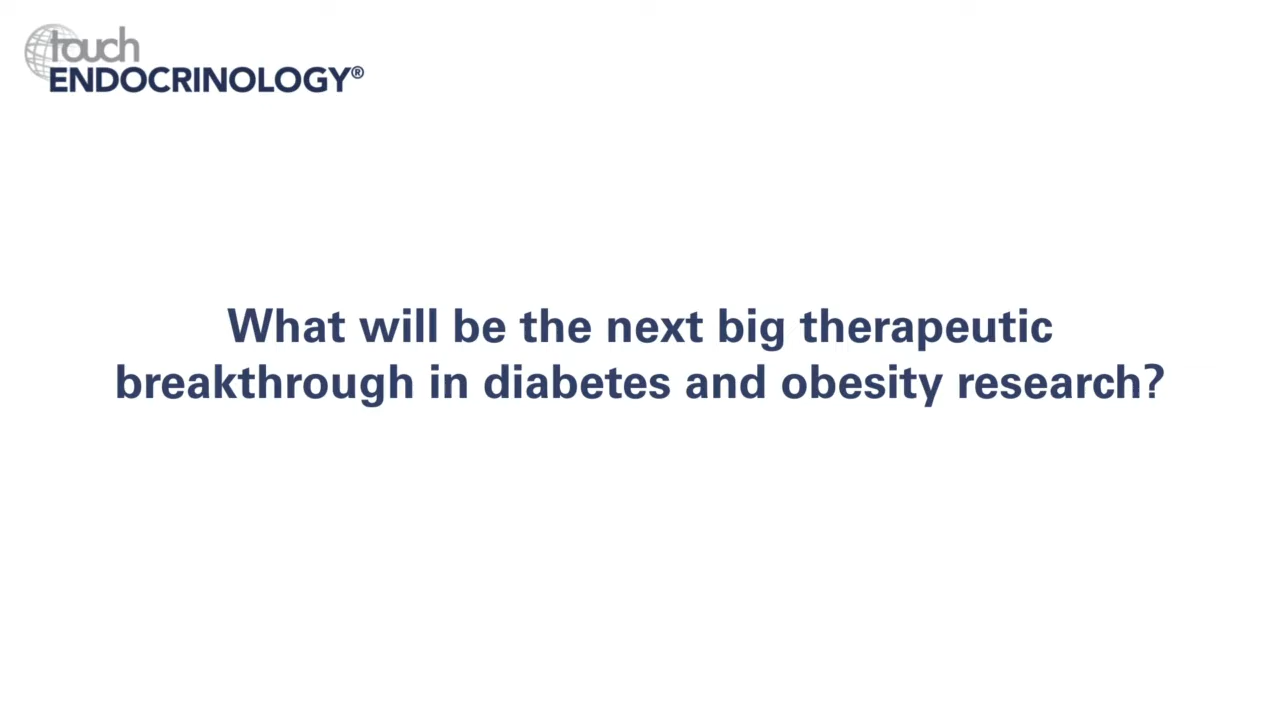 touch
ENDOCRINOLOGY®
What will be the next big therapeutic
breakthrough in diabetes and obesity research?